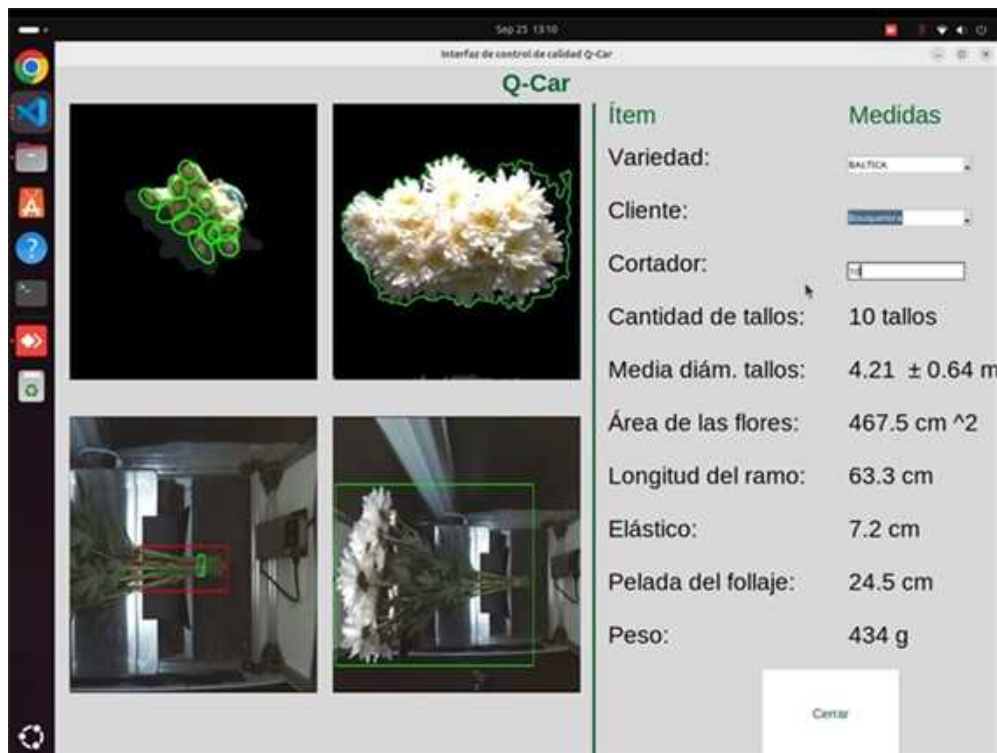 Sep 25 13:10
Interfaz de control de calidad Q-Car
Q-Car
Ítem Medidas
Variedad: BALTICA
Cliente: Bouquetera
Cortador: 10
Cantidad de tallos: 10 tallos
Media diám. tallos: 4.21 ± 0.64 m
Área de las flores: 467.5 cm ^2
Longitud del ramo: 63.3 cm
Elástico: 7.2 cm
Pelada del follaje: 24.5 cm
Peso: 434 g
Cerrar